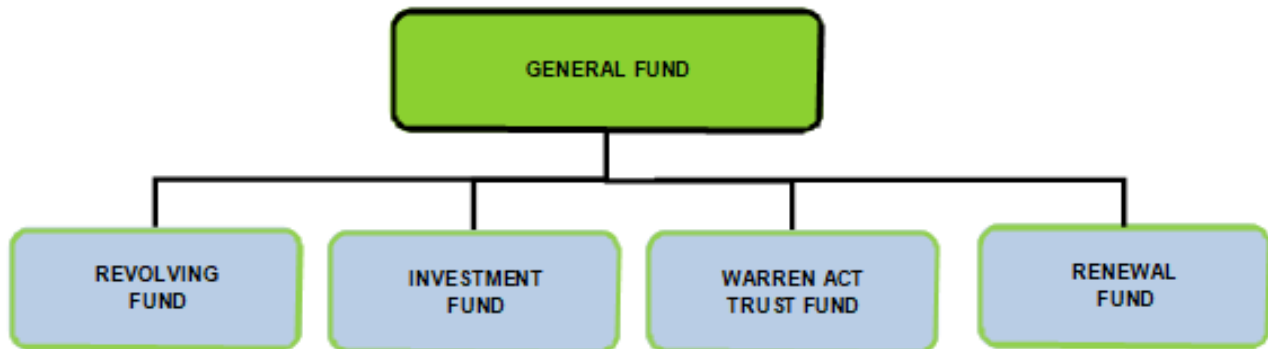 GENERAL FUND
REVOLVING
FUND
INVESTMENT
FUND
WARREN ACT
TRUST FUND
RENEWAL
FUND